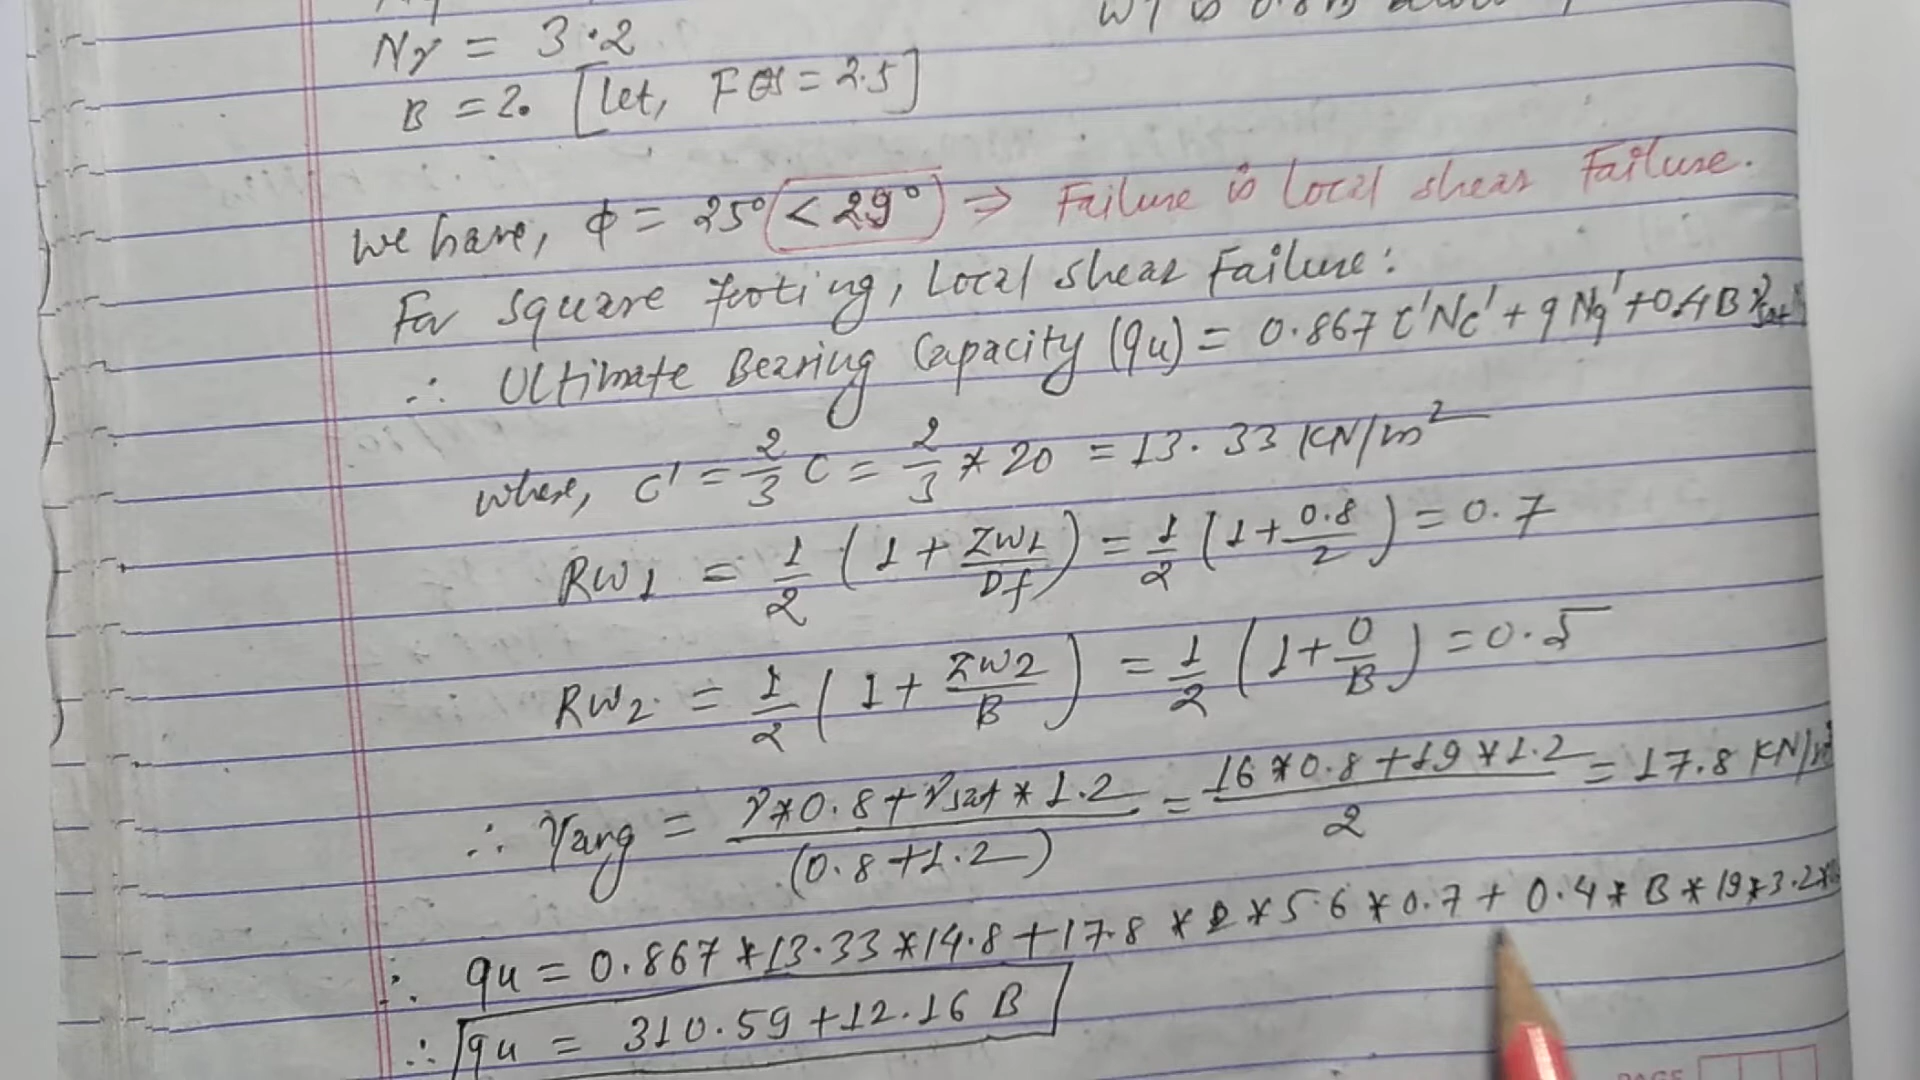 Nγ = 3.2
B = ?. [let, FOS = 2.5]
We have, ϕ = 25° < 29° ⇒ Failure is Local shear Failure.
For square footing, Local shear Failure:
∴ Ultimate Bearing Capacity (qu) = 0.867 C'Nc' + q Nq' + 0.4 B γsat
where, c' = 2/3 C = 2/3 * 20 = 13.33 KN/m²
RW1 = 1/2 (1 + ZW1/Df) = 1/2 (1 + 0.8/2) = 0.7
RW2 = 1/2 (1 + ZW2/B) = 1/2 (1 + 0/B) = 0.5
∴ γavg = γ*0.8 + γsat * 1.2/(0.8+1.2) = 16*0.8+19*1.2/2 = 17.8 KN/m³
∴ qu = 0.867*13.33*14.8+17.8*2*5.6*0.7+0.4*B*19*3.2*
∴ qu = 310.59+12.16 B
PAGE